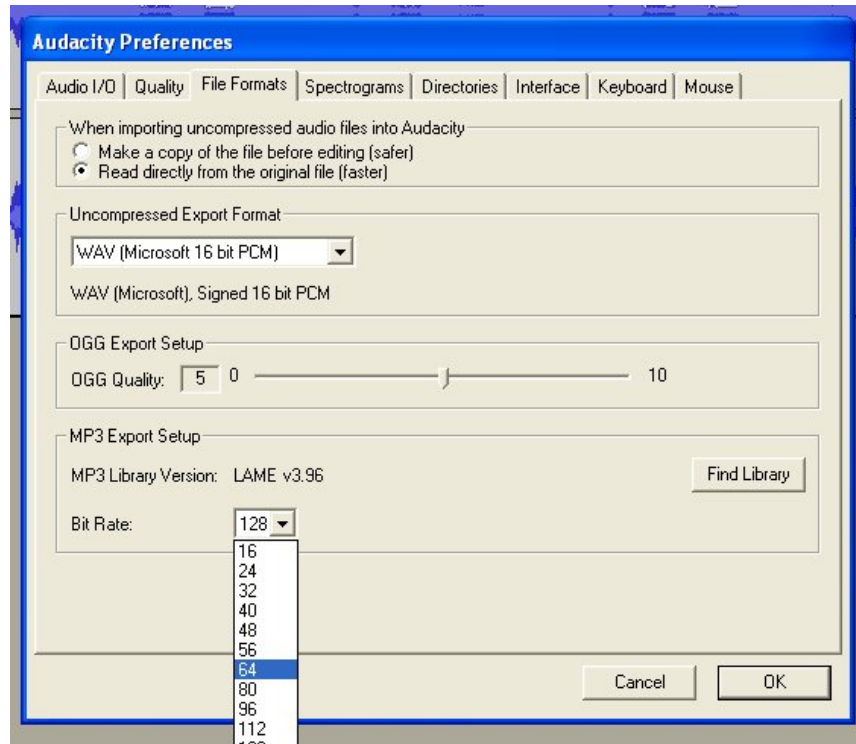 Audacity Preferences
Audio I/O Quality File Formats Spectrograms Directories Interface Keyboard Mouse
When importing uncompressed audio files into Audacity
Make a copy of the file before editing (safer)
Read directly from the original file (faster)
Uncompressed Export Format
WAV (Microsoft 16 bit PCM)
WAV (Microsoft), Signed 16 bit PCM
OGG Export Setup
OGG Quality: 5 0 10
MP3 Export Setup
MP3 Library Version: LAME v3.96 Find Library
Bit Rate: 128
16
24
32
40
48
56
64
80
96
112
Cancel OK